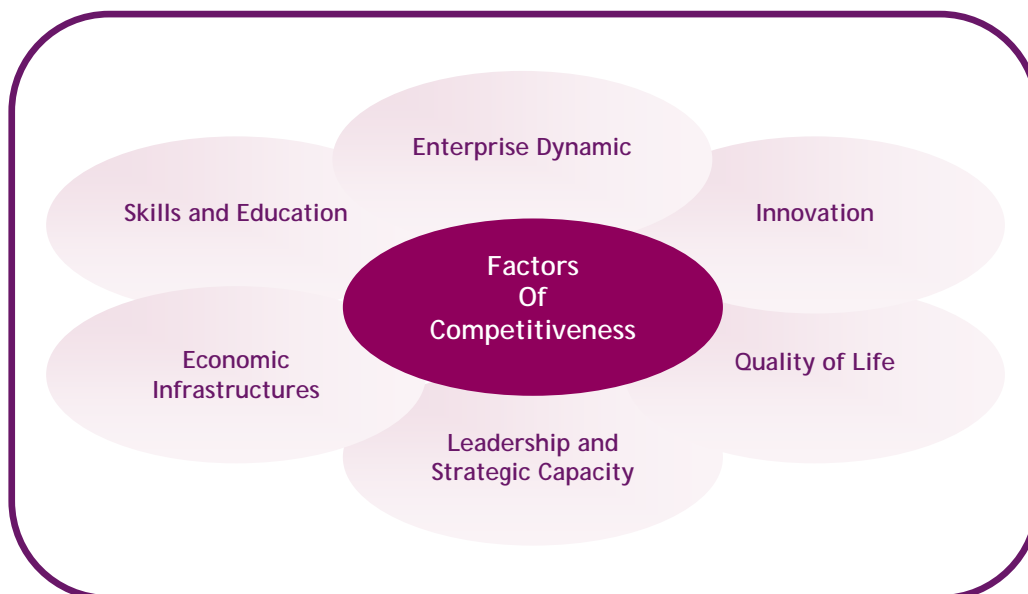 Enterprise Dynamic
Skills and Education
Innovation
Factors
Of
Competitiveness
Economic
Infrastructures
Quality of Life
Leadership and
Strategic Capacity